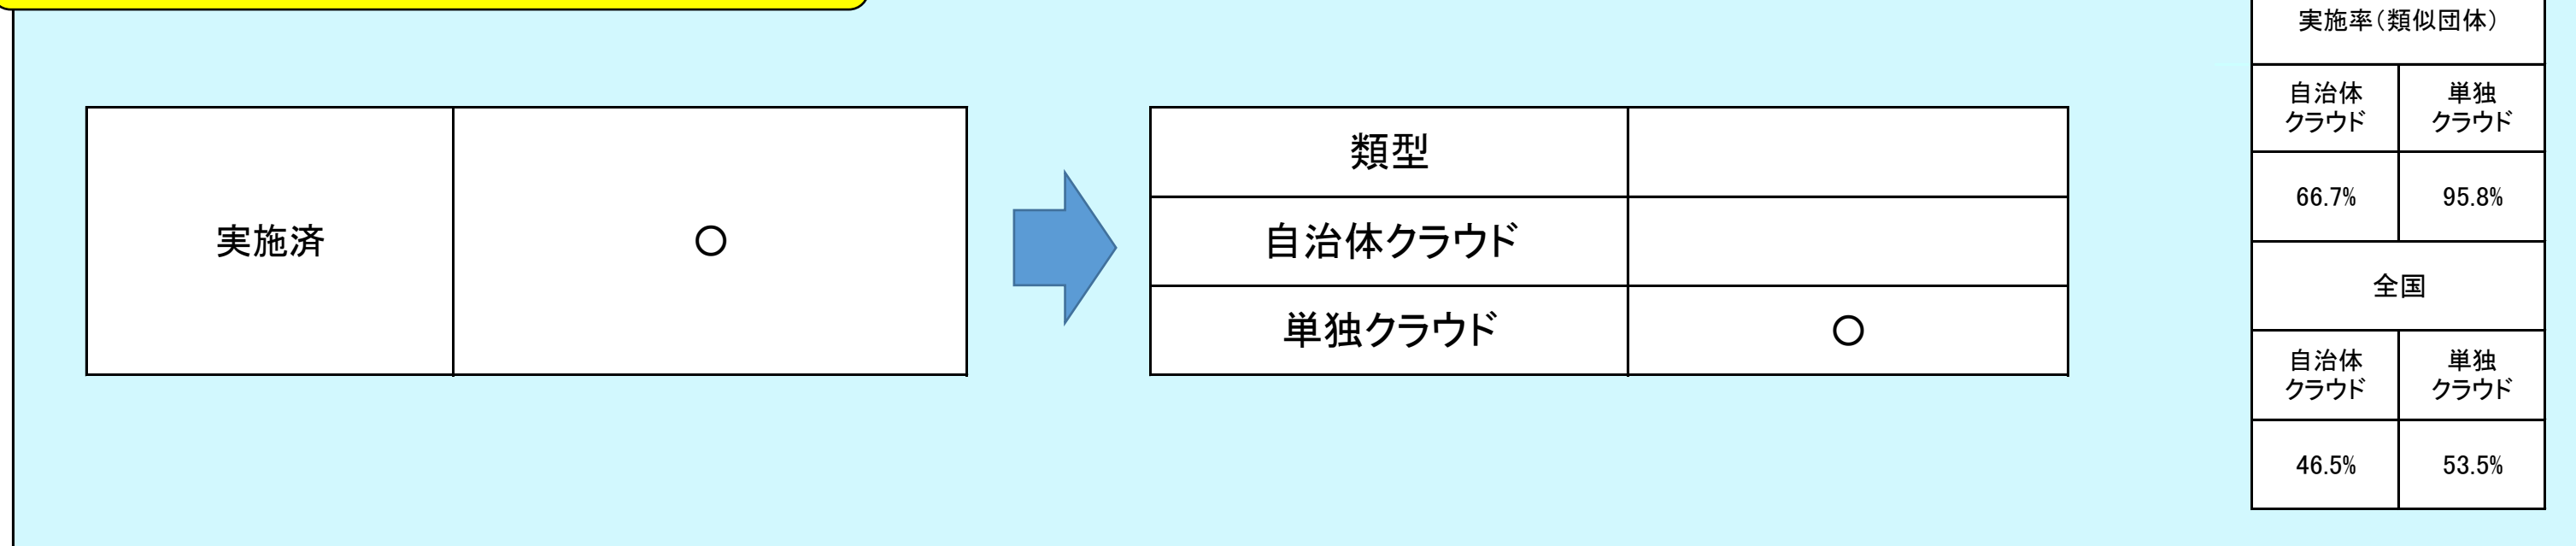 実施済 ○
類型
自治体クラウド
単独クラウド ○
実施率(類似団体)
自治体 単独
クラウド クラウド
66.7% 95.8%
全国
自治体 単独
クラウド クラウド
46.5% 53.5%